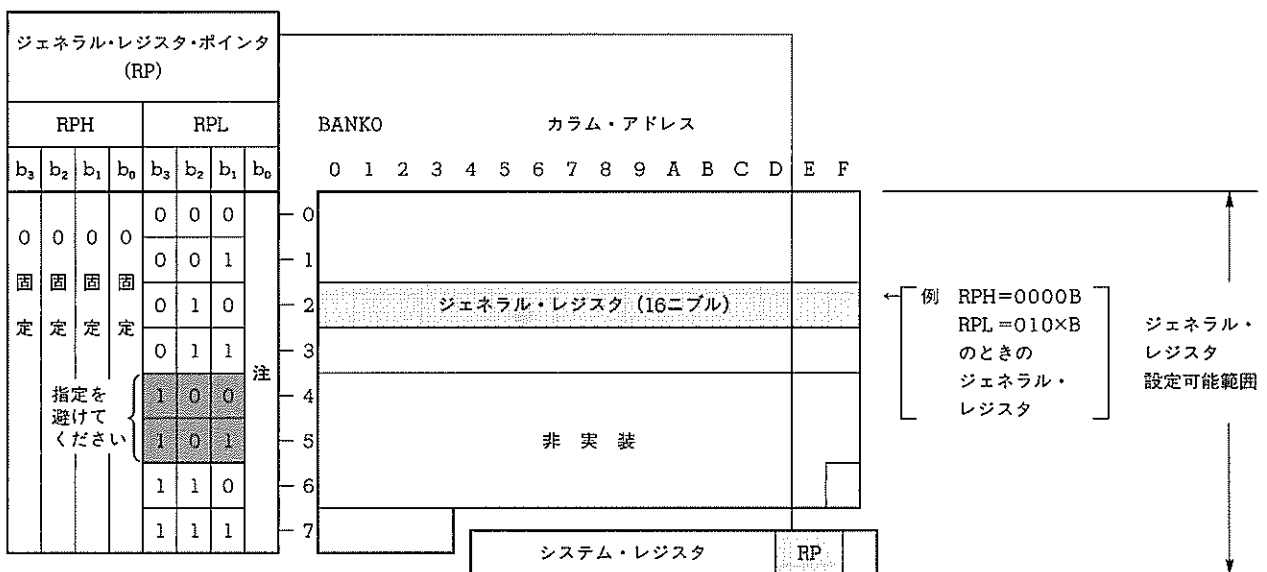 ジェネラル・レジスタ・ポインタ
(RP)
RPH RPL
b₃ b₂ b₁ b₀ b₃ b₂ b₁ b₀
BANK0 カラム・アドレス
0 1 2 3 4 5 6 7 8 9 A B C D E F
0 固定 0 固定 0 固定 0 固定
0 0 0 0
0 0 1 1
0 1 0 2 ジェネラル・レジスタ (16ニブル)
0 1 1 3
注
指定を
避けて
ください
1 0 0 4
1 0 1 5 非実装
1 1 0 6
1 1 1 7
システム・レジスタ RP
←例 RPH=0000B
RPL=010×B
のときの
ジェネラル・
レジスタ
ジェネラル・
レジスタ
設定可能範囲